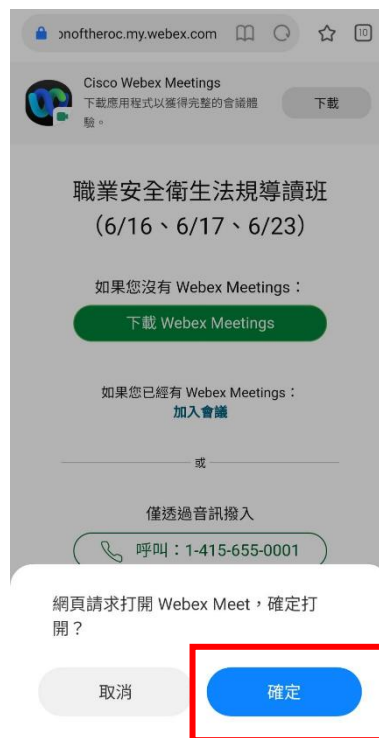 onoftheroc.my.webex.com
10
Cisco Webex Meetings
下載應用程式以獲得完整的會議體
驗。
下載
職業安全衛生法規導讀班
（6/16、6/17、6/23）
如果您沒有 Webex Meetings：
下載 Webex Meetings
如果您已經有 Webex Meetings：
加入會議
或
僅透過音訊撥入
呼叫：1-415-655-0001
網頁請求打開 Webex Meet，確定打
開？
取消
確定